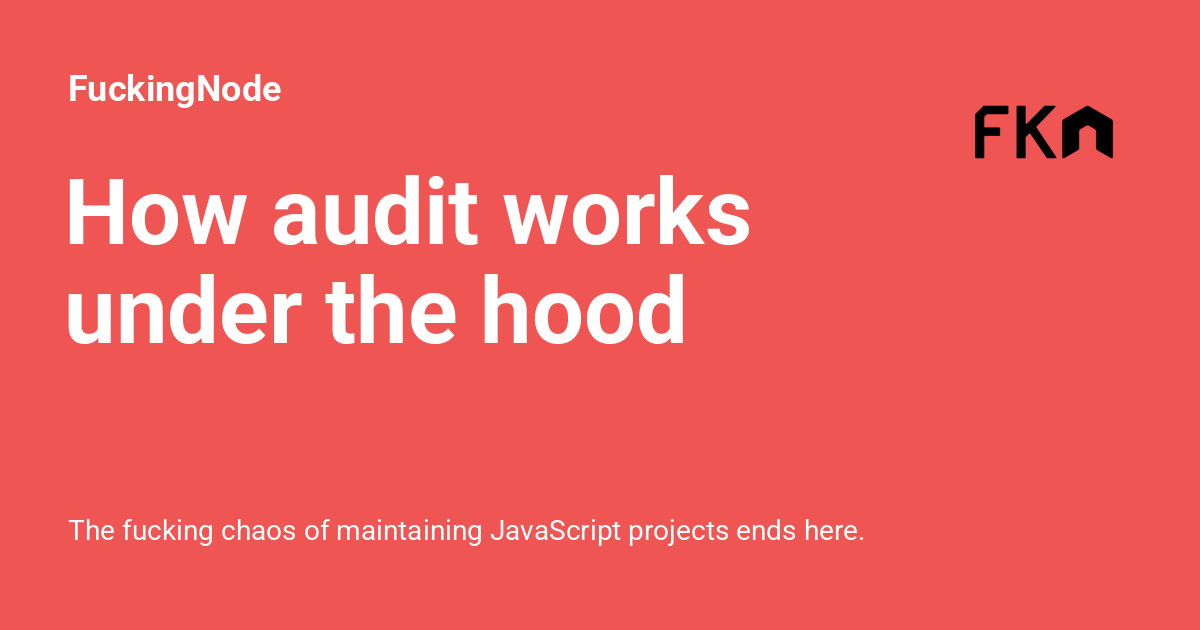 FuckingNode
FKn
How audit works
under the hood
The fucking chaos of maintaining JavaScript projects ends here.